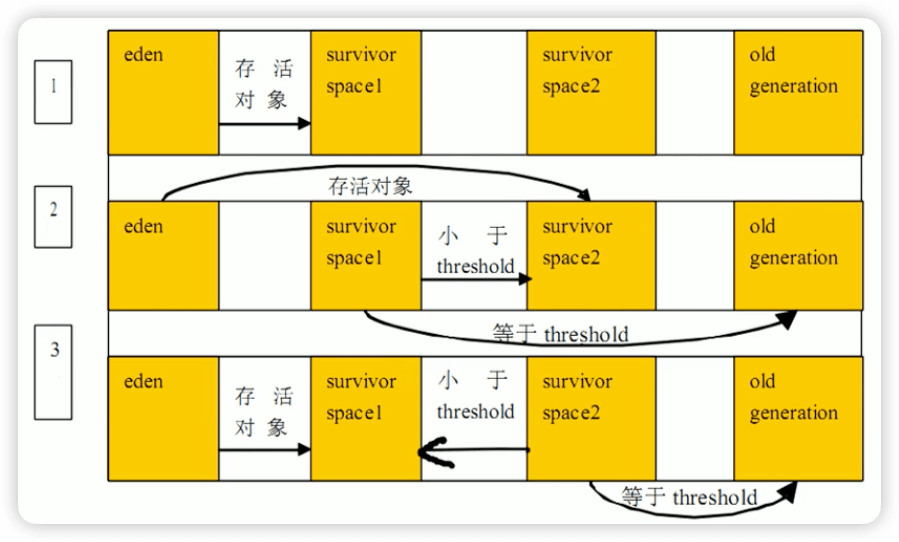 1
eden
存 活
对 象
survivor
space1
survivor
space2
old
generation
存活对象
2
eden
survivor
space1
小 于
threshold
survivor
space2
old
generation
等于 threshold
3
eden
存 活
对 象
survivor
space1
小 于
threshold
survivor
space2
old
generation
等于 threshold